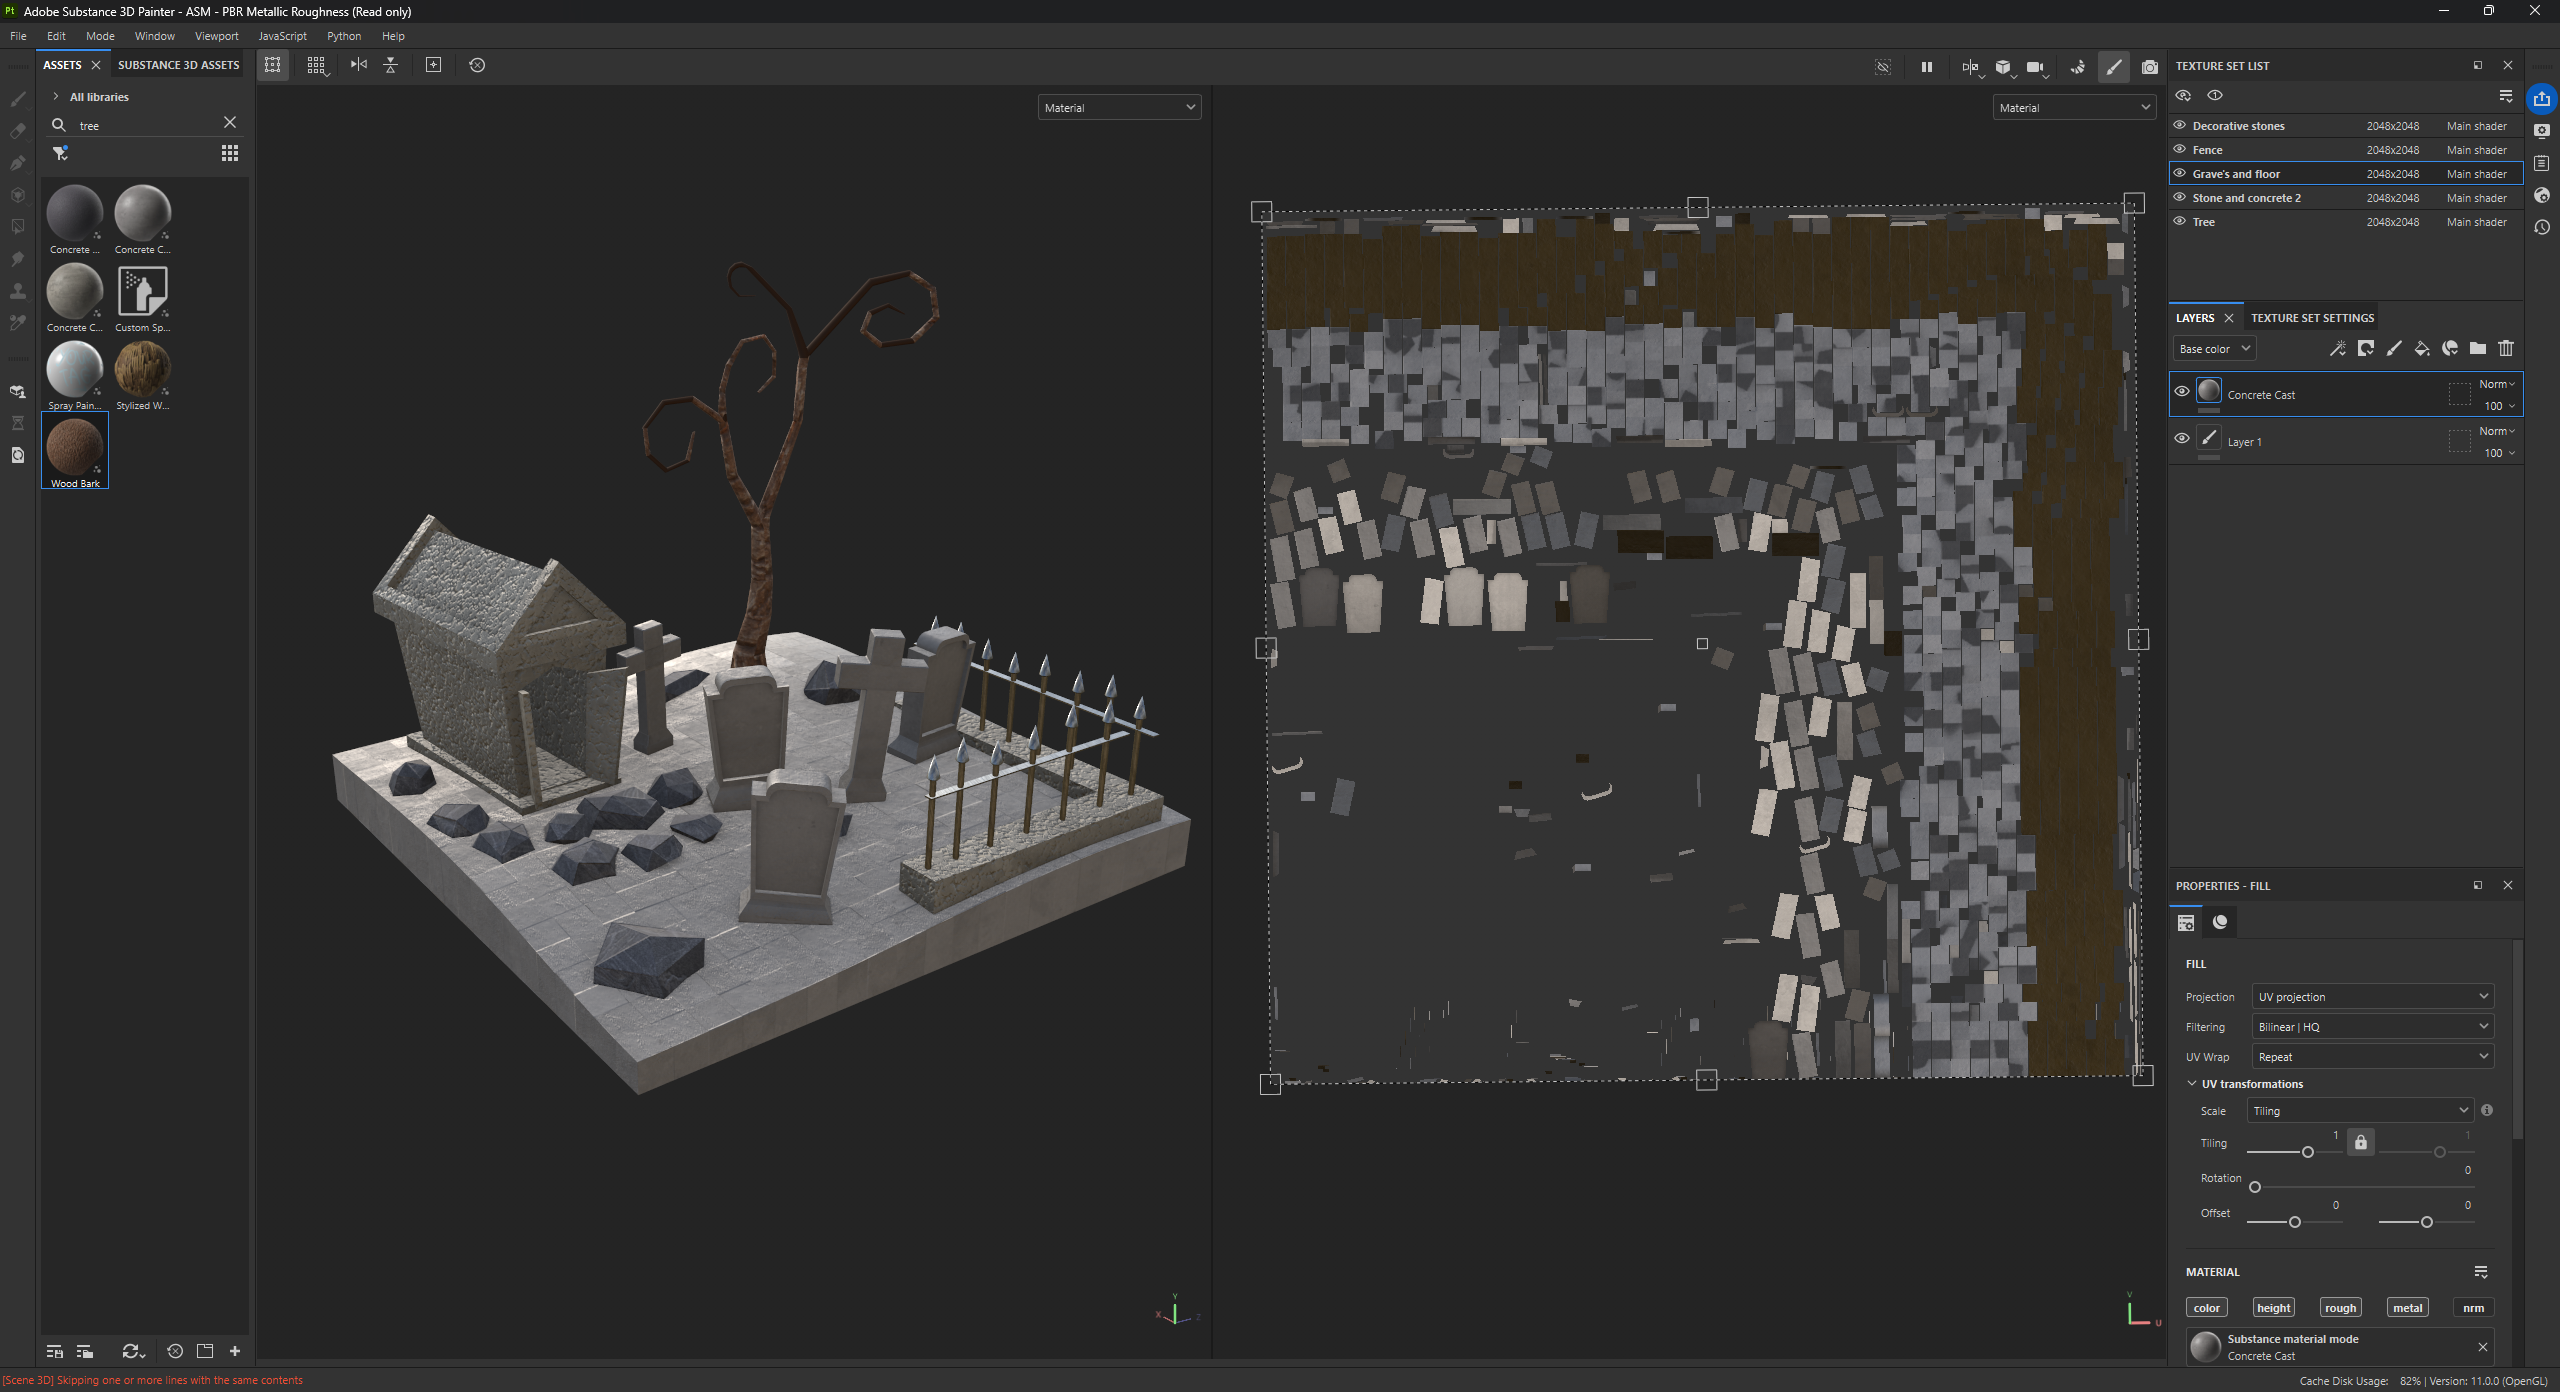 Pt Adobe Substance 3D Painter - ASM - PBR Metallic Roughness (Read only)
File Edit Mode Window Viewport JavaScript Python Help
ASSETS SUBSTANCE 3D ASSETS
All libraries
tree
Concrete ... Concrete C...
Concrete C... Custom Sp...
Spray Pain... Stylized W...
Wood Bark
Material
Material
Y
X
Z
V
U
TEXTURE SET LIST
1
Decorative stones 2048x2048 Main shader
Fence 2048x2048 Main shader
Grave's and floor 2048x2048 Main shader
Stone and concrete 2 2048x2048 Main shader
Tree 2048x2048 Main shader
LAYERS TEXTURE SET SETTINGS
Base color
Concrete Cast Norm
100
Layer 1 Norm
100
PROPERTIES - FILL
FILL
Projection UV projection
Filtering Bilinear | HQ
UV Wrap Repeat
UV transformations
Scale Tiling
Tiling 1 1
Rotation 0
Offset 0 0
MATERIAL
color height rough metal nrm
Substance material mode
Concrete Cast
[Scene 3D] Skipping one or more lines with the same contents
Cache Disk Usage: 82% | Version: 11.0.0 (OpenGL)